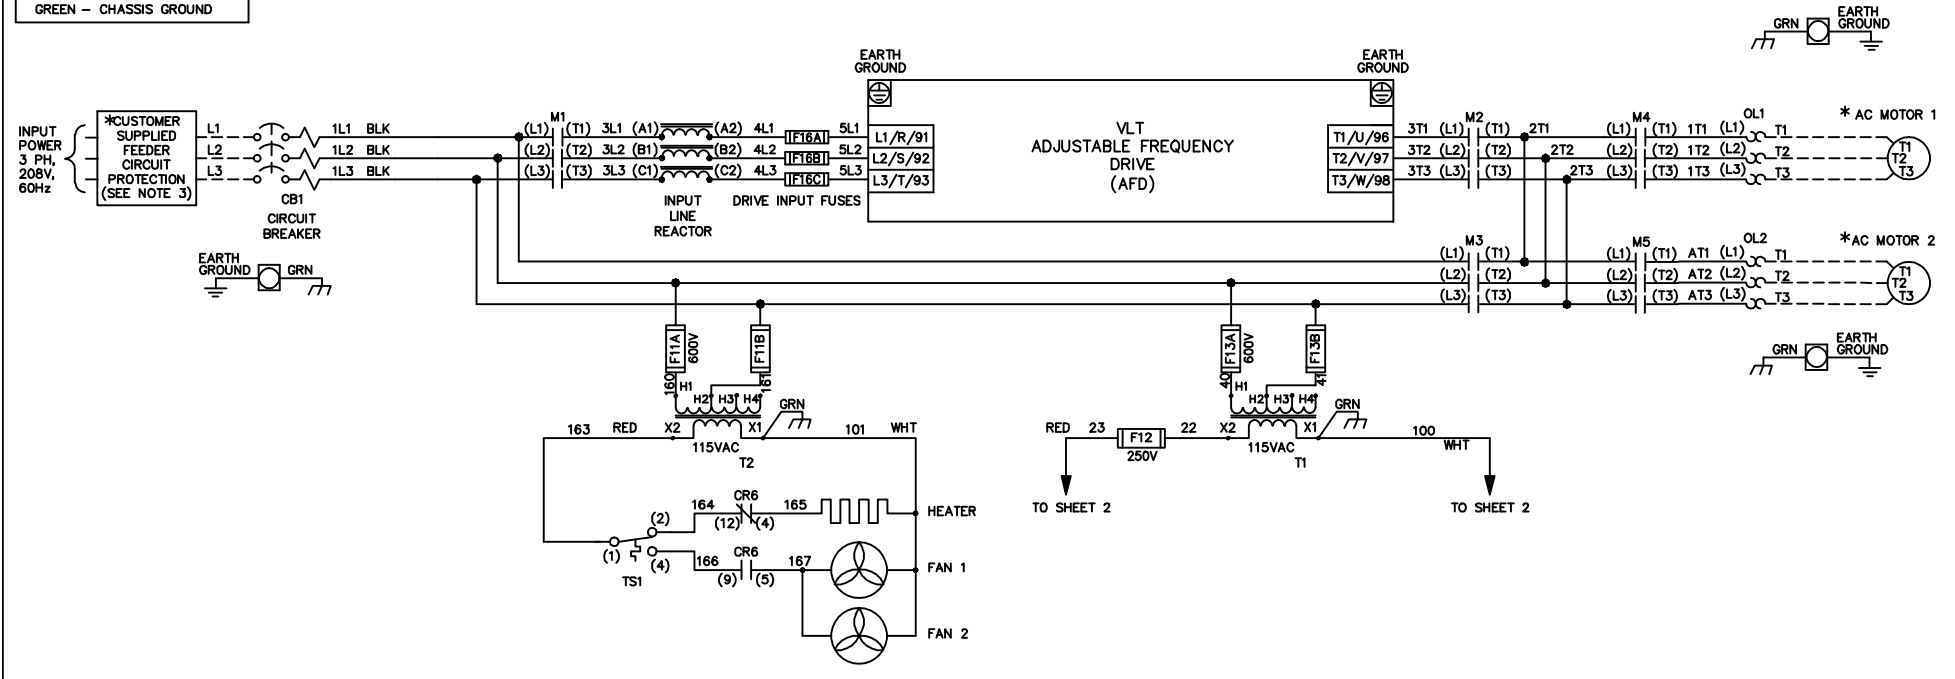 GREEN – CHASSIS GROUND
INPUT
POWER
3 PH,
208V,
60Hz
*CUSTOMER
SUPPLIED
FEEDER
CIRCUIT
PROTECTION
(SEE NOTE 3)
L1
L2
L3
CB1
CIRCUIT
BREAKER
1L1 BLK
1L2 BLK
1L3 BLK
EARTH
GROUND
GRN
M1
(L1) (T1) 3L1 (A1) (A2) 4L1 F16A 5L1
(L2) (T2) 3L2 (B1) (B2) 4L2 F16B 5L2
(L3) (T3) 3L3 (C1) (C2) 4L3 F16C 5L3
INPUT
LINE
REACTOR
DRIVE INPUT FUSES
EARTH
GROUND
EARTH
GROUND
L1/R/91
L2/S/92
L3/T/93
VLT
ADJUSTABLE FREQUENCY
DRIVE
(AFD)
T1/U/96
T2/V/97
T3/W/98
M2
3T1 (L1) (T1) 2T1
3T2 (L2) (T2) 2T2
3T3 (L3) (T3) 2T3
M4
(L1) (T1) 1T1 (L1)
(L2) (T2) 1T2 (L2)
(L3) (T3) 1T3 (L3)
OL1
T1
T2
T3
* AC MOTOR 1
T1
T2
T3
GRN
EARTH
GROUND
M3
(L1) (T1)
(L2) (T2)
(L3) (T3)
M5
(L1) (T1) AT1 (L1)
(L2) (T2) AT2 (L2)
(L3) (T3) AT3 (L3)
OL2
T1
T2
T3
*AC MOTOR 2
T1
T2
T3
GRN
EARTH
GROUND
F11A
600V
F11B
160
161
H1
H2 H3 H4
GRN
163 RED X2 X1 101 WHT
115VAC
T2
F13A
600V
F13B
40
41
H1
H2 H3 H4
GRN
RED 23 F12 22 X2 X1 100
WHT
250V
115VAC
T1
TO SHEET 2
TO SHEET 2
CR6
164 165
(12) (4)
HEATER
(2)
(1)
(4)
TS1
CR6
166 167
(9) (5)
FAN 1
FAN 2